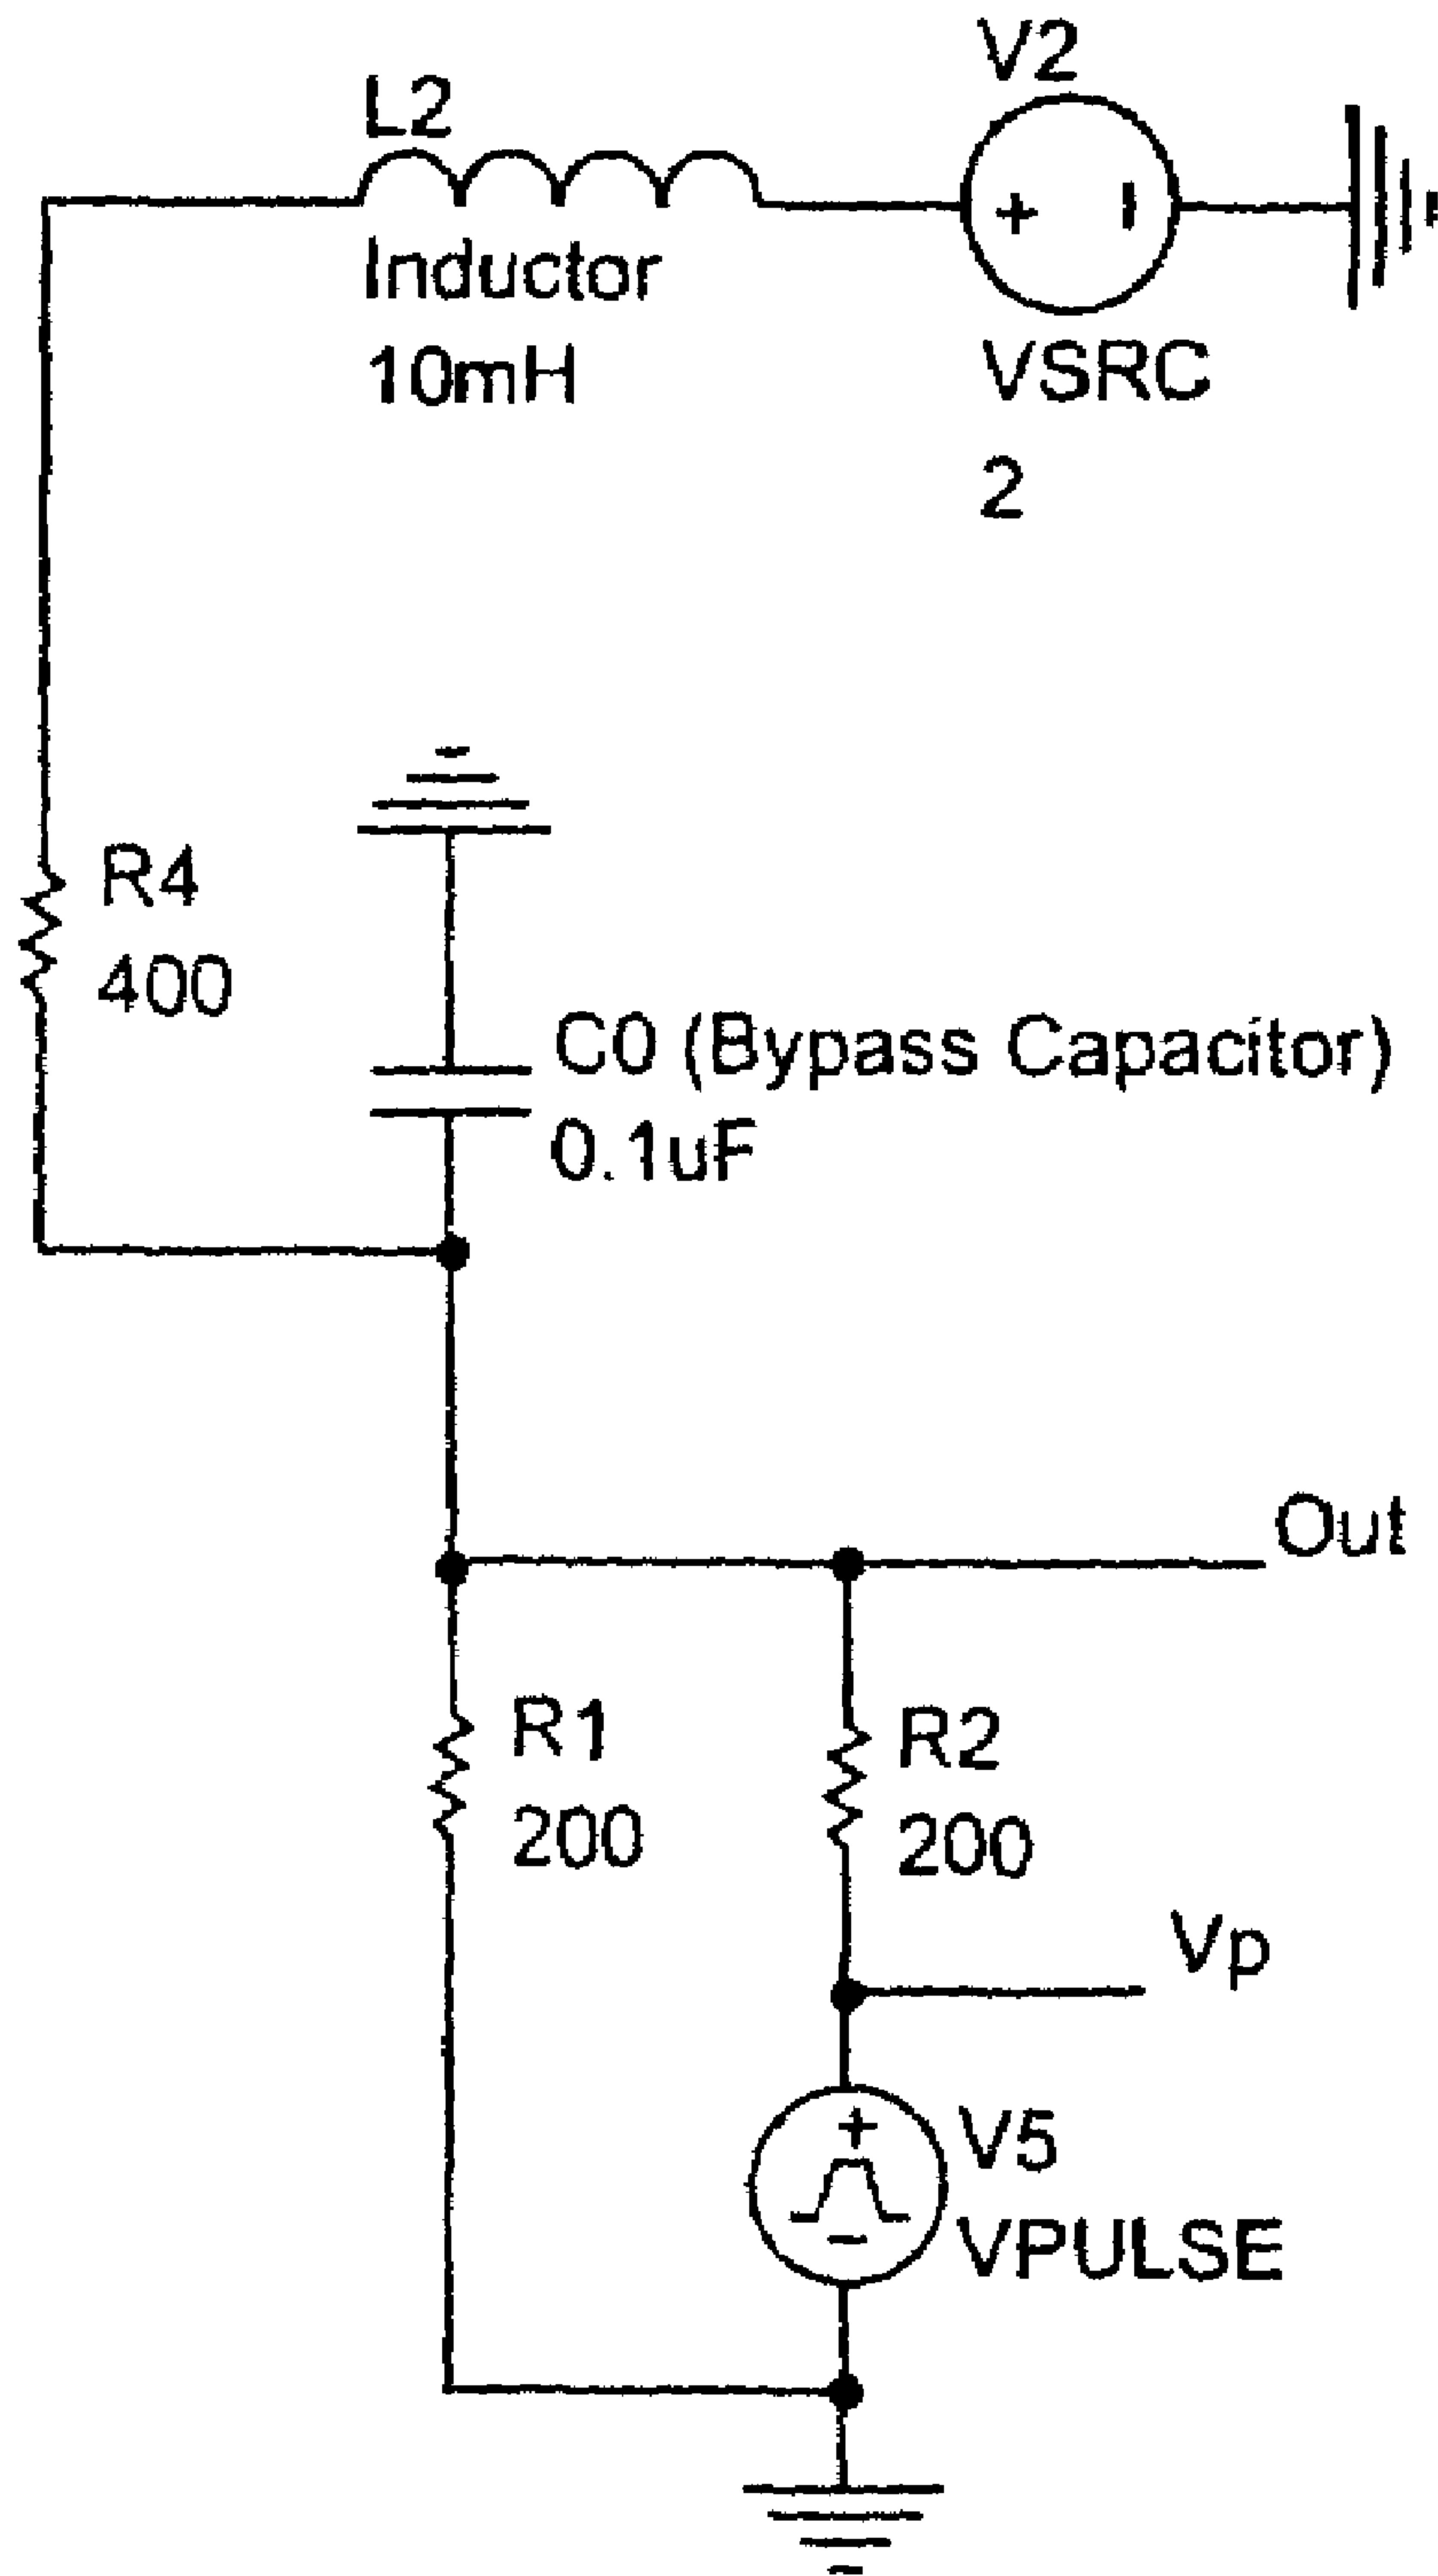 V2
L2
+ -
Inductor
10mH
VSRC
2
R4
400
C0 (Bypass Capacitor)
0.1uF
Out
R1
200
R2
200
Vp
+
-
V5
VPULSE